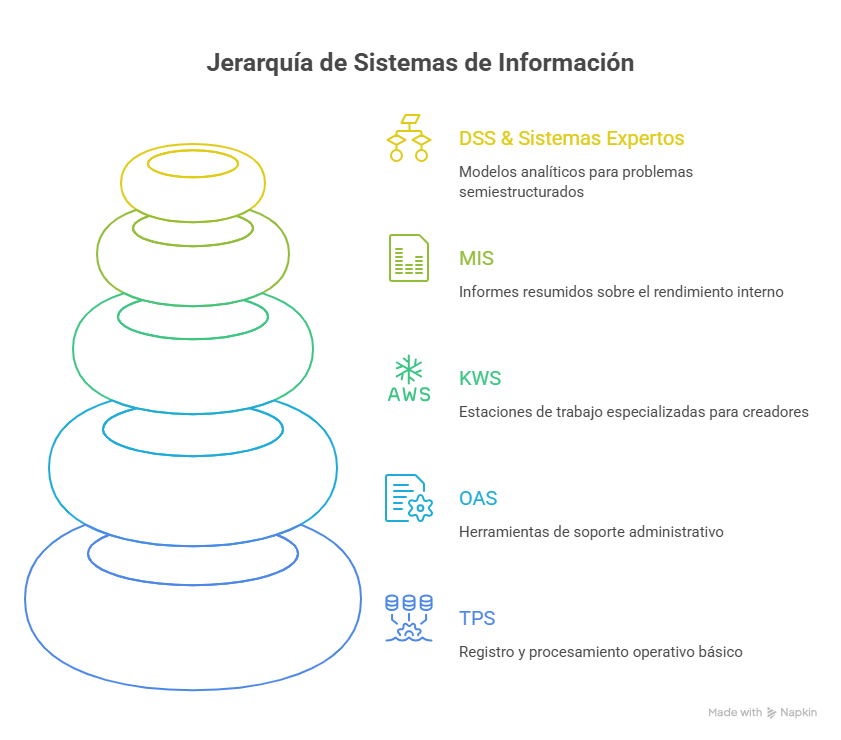 Jerarquía de Sistemas de Información
DSS & Sistemas Expertos
Modelos analíticos para problemas
semiestructurados
MIS
Informes resumidos sobre el rendimiento interno
AWS
KWS
Estaciones de trabajo especializadas para creadores
OAS
Herramientas de soporte administrativo
TPS
Registro y procesamiento operativo básico
Made with Napkin